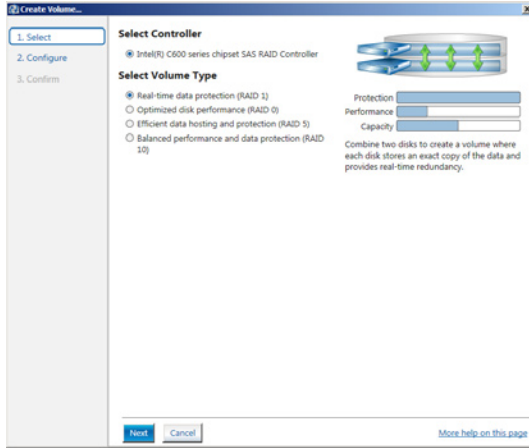 Create Volume...
1. Select
2. Configure
3. Confirm
Select Controller
Intel(R) C600 series chipset SAS RAID Controller
Select Volume Type
Real-time data protection (RAID 1)
Optimized disk performance (RAID 0)
Efficient data hosting and protection (RAID 5)
Balanced performance and data protection (RAID
10)
Protection
Performance
Capacity
Combine two disks to create a volume where
each disk stores an exact copy of the data and
provides real-time redundancy.
Next
Cancel
More help on this page